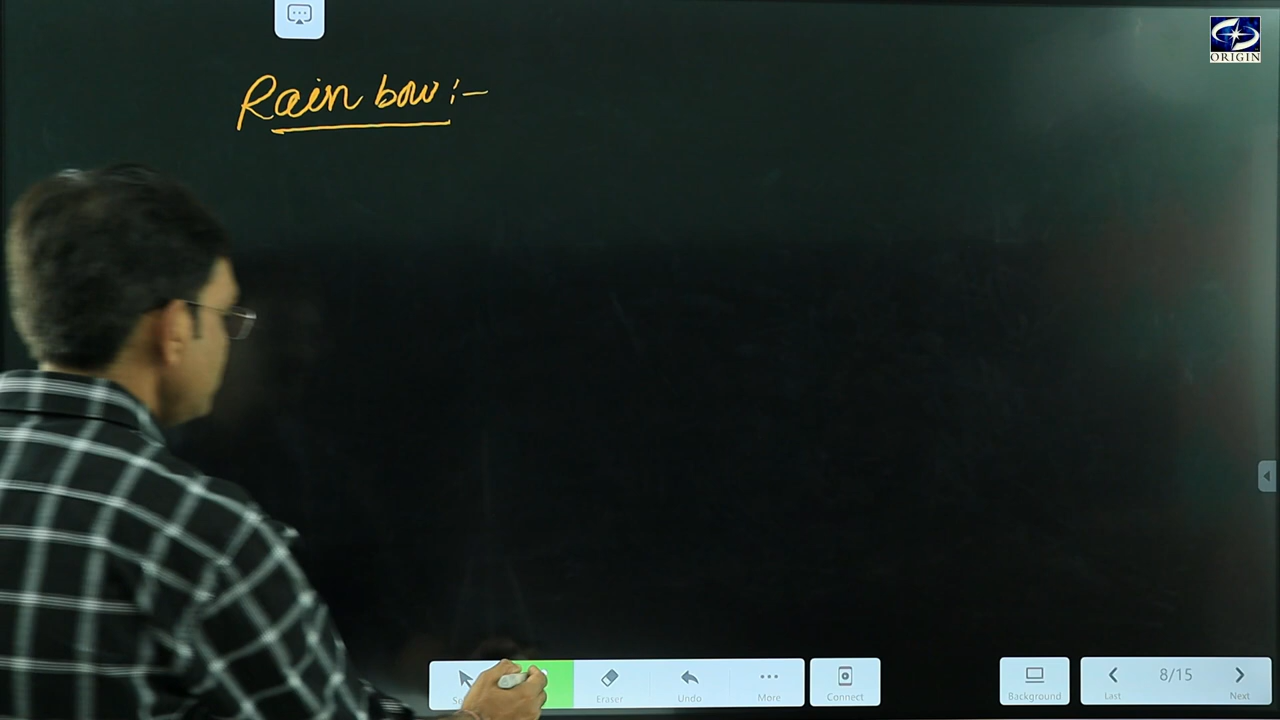 ORIGIN
Rain bow :-
Eraser
Undo
More
Connect
Background
Last
8/15
Next